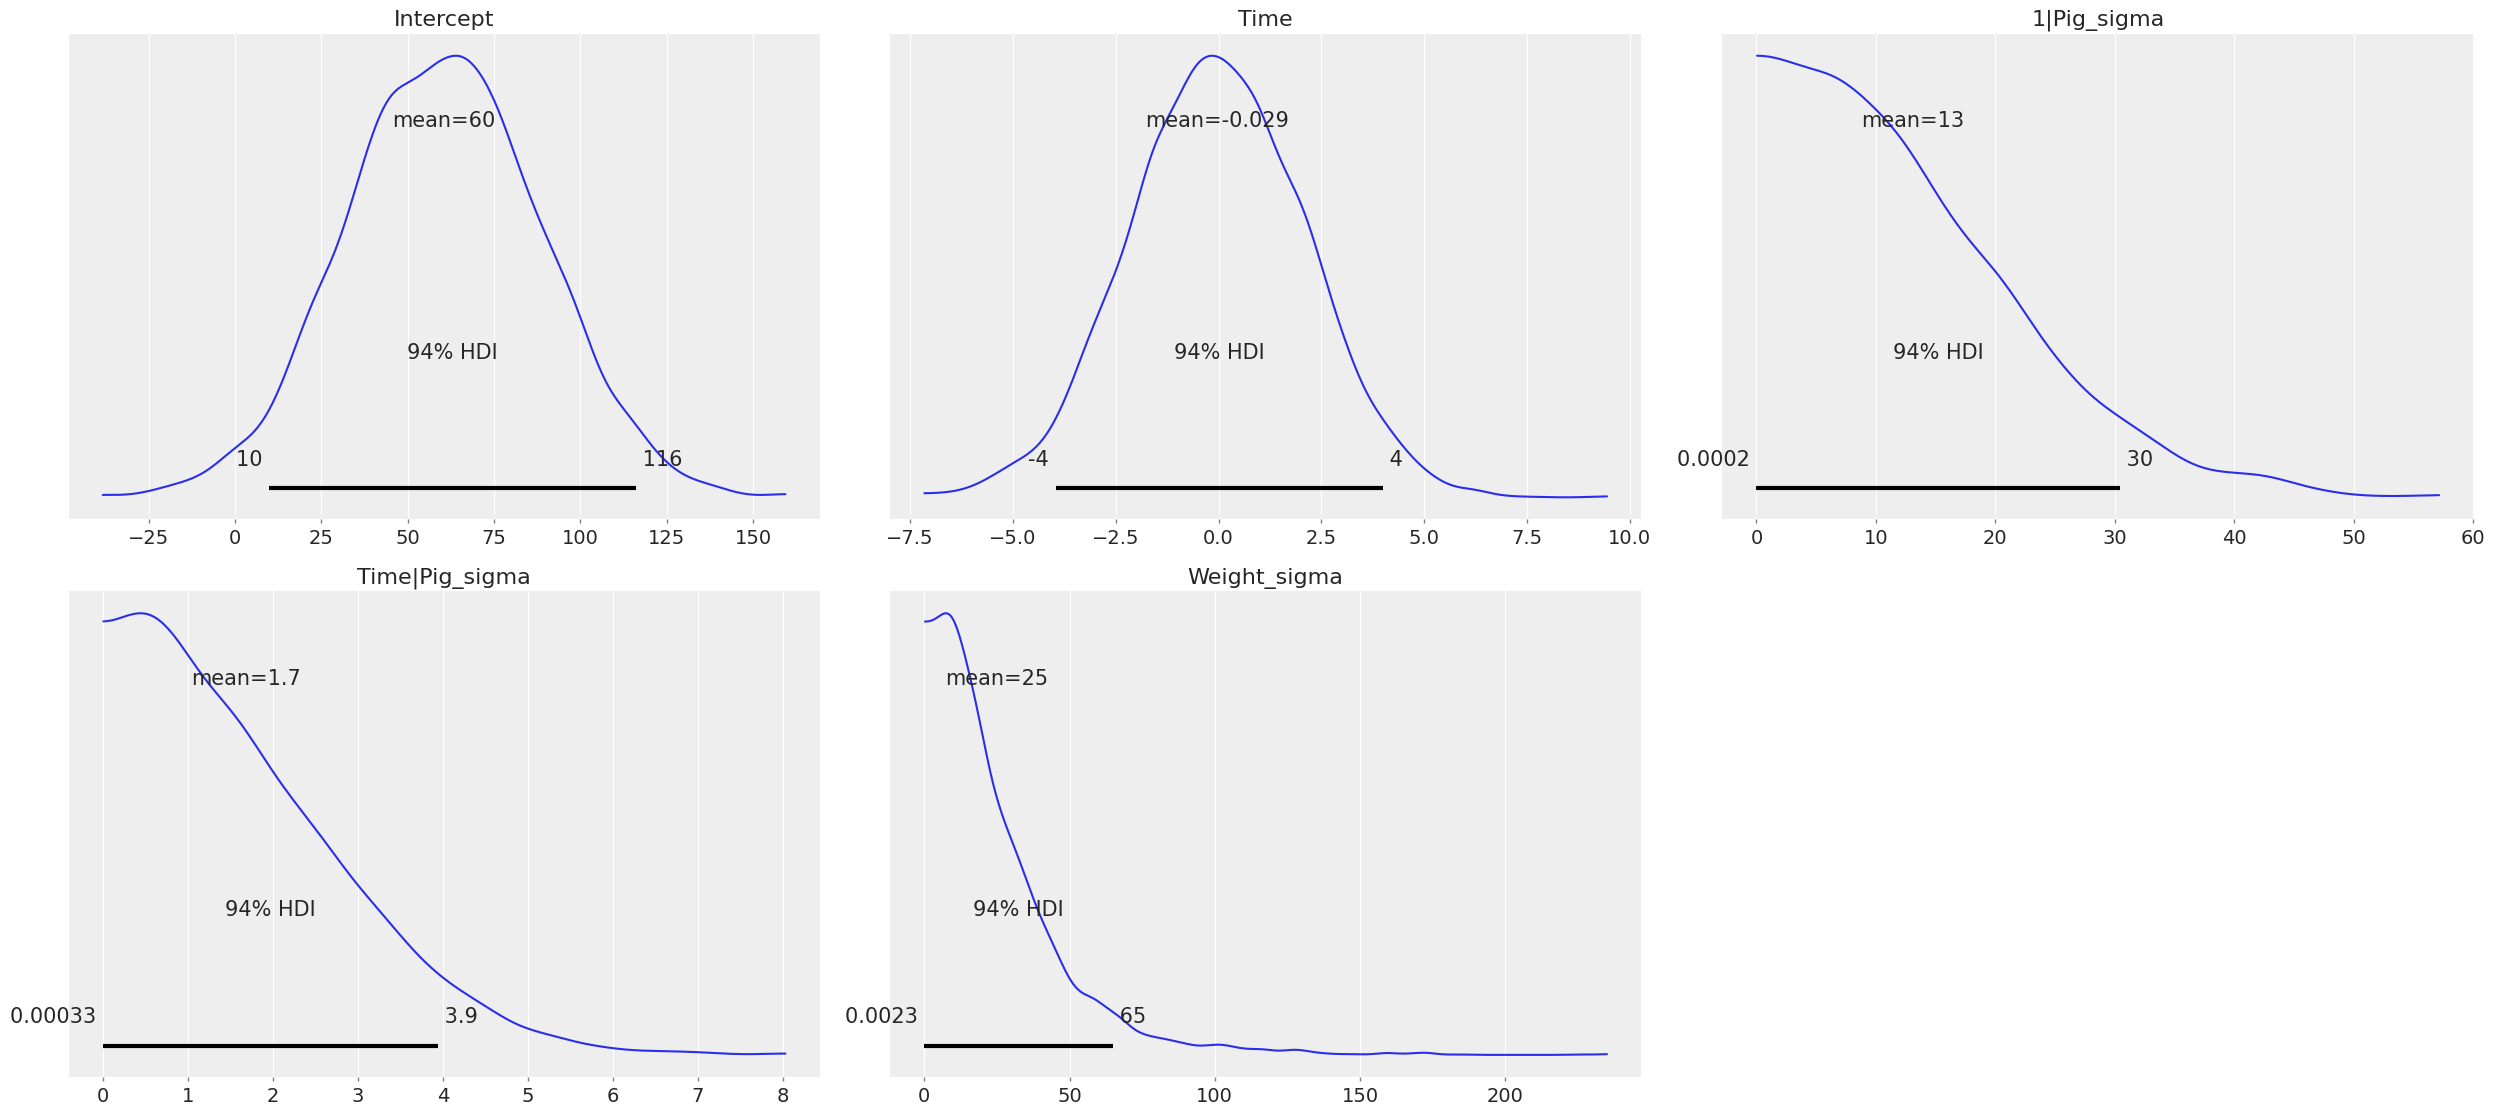 Intercept
Time
1|Pig_sigma
mean=60
mean=-0.029
mean=13
94% HDI
94% HDI
94% HDI
10
116
-4
4
0.0002
30
−25 0 25 50 75 100 125 150
−7.5 −5.0 −2.5 0.0 2.5 5.0 7.5 10.0
0 10 20 30 40 50 60
Time|Pig_sigma
Weight_sigma
mean=1.7
mean=25
94% HDI
94% HDI
0.00033
3.9
0.0023
65
0 1 2 3 4 5 6 7 8
0 50 100 150 200